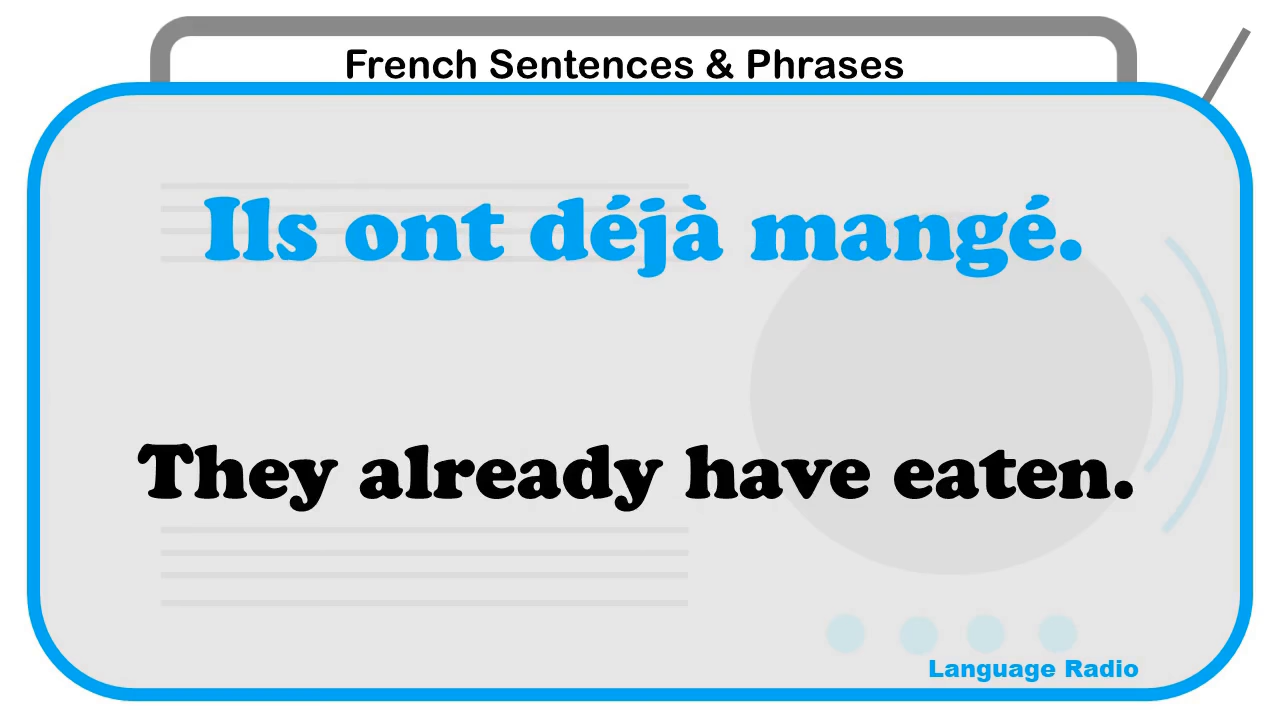 French Sentences & Phrases
Ils ont déjà mangé.
They already have eaten.
Language Radio